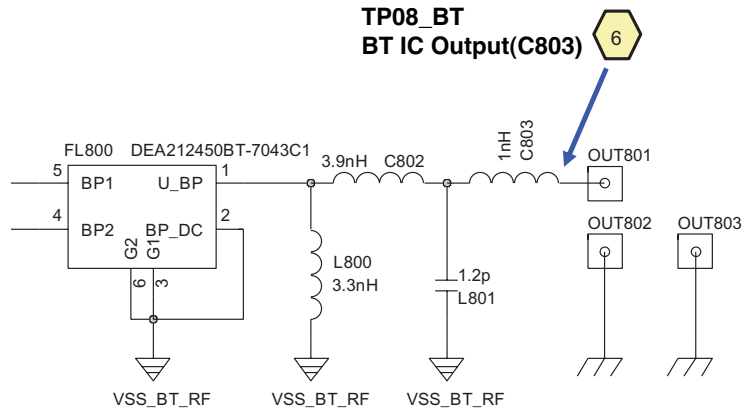 TP08_BT
BT IC Output(C803)
6
FL800 DEA212450BT-7043C1
5
BP1
U_BP
1
4
BP2
BP_DC
2
G2
G1
6
3
3.9nH C802
1nH
C803
OUT801
OUT802
OUT803
L800
3.3nH
1.2p
L801
VSS_BT_RF
VSS_BT_RF
VSS_BT_RF